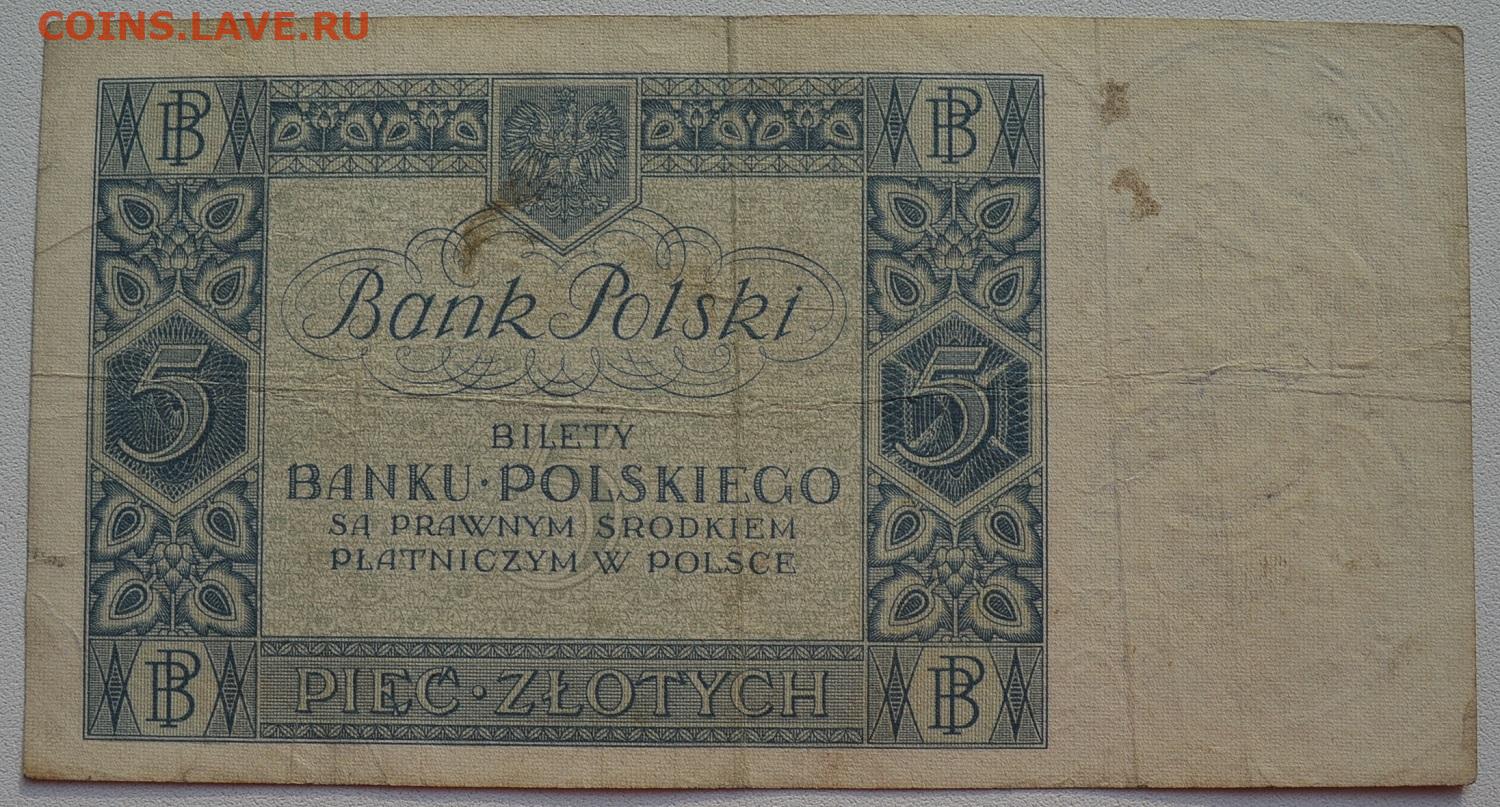 COINS.LAVE.RU
BP BP
Bank Polski
5 5
BILETY
BANKU·POLSKIEGO
SĄ PRAWNYM ŚRODKIEM
PŁATNICZYM W POLSCE
BP PIĘĆ·ZŁOTYCH BP